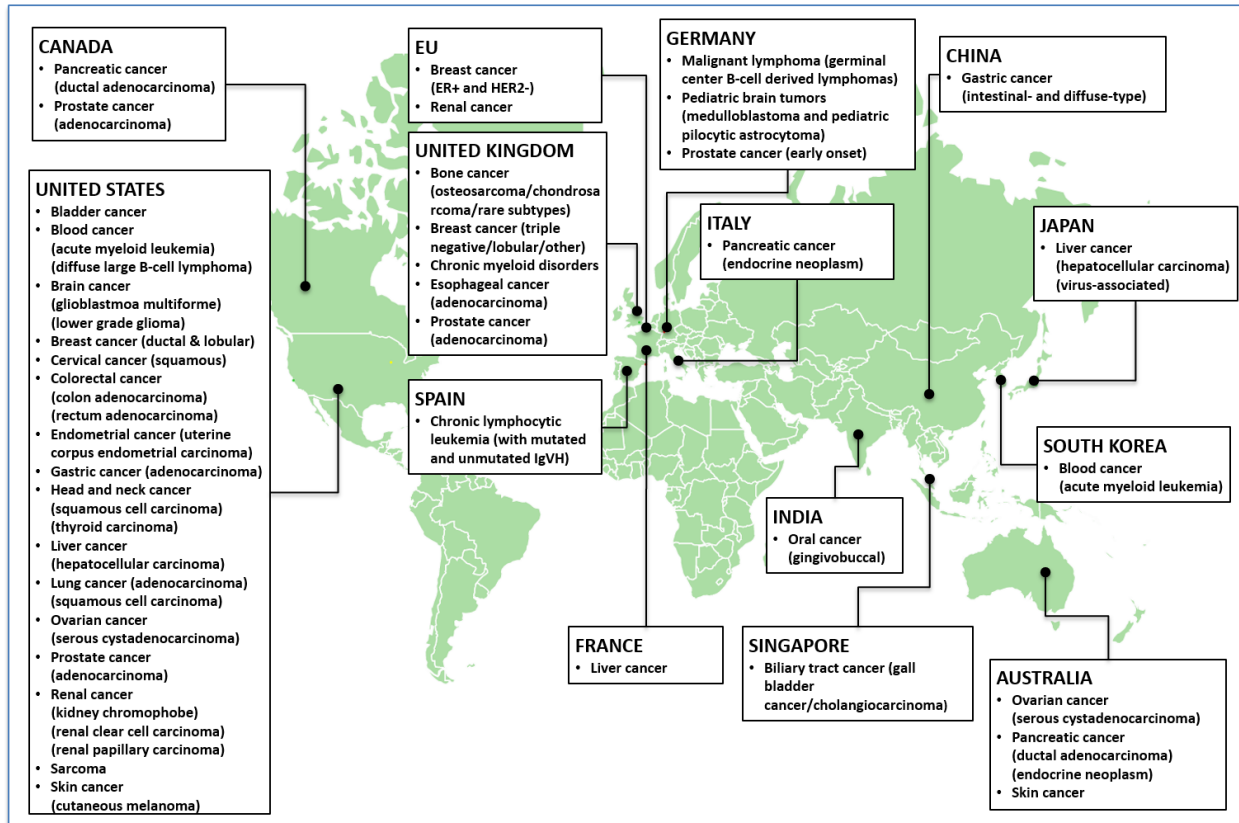 CANADA
• Pancreatic cancer
(ductal adenocarcinoma)
• Prostate cancer
(adenocarcinoma)
EU
• Breast cancer
(ER+ and HER2-)
• Renal cancer
GERMANY
• Malignant lymphoma (germinal
center B-cell derived lymphomas)
• Pediatric brain tumors
(medulloblastoma and pediatric
pilocytic astrocytoma)
• Prostate cancer (early onset)
CHINA
• Gastric cancer
(intestinal- and diffuse-type)
UNITED STATES
• Bladder cancer
• Blood cancer
(acute myeloid leukemia)
(diffuse large B-cell lymphoma)
• Brain cancer
(glioblastmoa multiforme)
(lower grade glioma)
• Breast cancer (ductal & lobular)
• Cervical cancer (squamous)
• Colorectal cancer
(colon adenocarcinoma)
(rectum adenocarcinoma)
• Endometrial cancer (uterine
corpus endometrial carcinoma)
• Gastric cancer (adenocarcinoma)
• Head and neck cancer
(squamous cell carcinoma)
(thyroid carcinoma)
• Liver cancer
(hepatocellular carcinoma)
• Lung cancer (adenocarcinoma)
(squamous cell carcinoma)
• Ovarian cancer
(serous cystadenocarcinoma)
• Prostate cancer
(adenocarcinoma)
• Renal cancer
(kidney chromophobe)
(renal clear cell carcinoma)
(renal papillary carcinoma)
• Sarcoma
• Skin cancer
(cutaneous melanoma)
UNITED KINGDOM
• Bone cancer
(osteosarcoma/chondrosa
rcoma/rare subtypes)
• Breast cancer (triple
negative/lobular/other)
• Chronic myeloid disorders
• Esophageal cancer
(adenocarcinoma)
• Prostate cancer
(adenocarcinoma)
ITALY
• Pancreatic cancer
(endocrine neoplasm)
JAPAN
• Liver cancer
(hepatocellular carcinoma)
(virus-associated)
SPAIN
• Chronic lymphocytic
leukemia (with mutated
and unmutated IgVH)
SOUTH KOREA
• Blood cancer
(acute myeloid leukemia)
INDIA
• Oral cancer
(gingivobuccal)
FRANCE
• Liver cancer
SINGAPORE
• Biliary tract cancer (gall
bladder
cancer/cholangiocarcinoma)
AUSTRALIA
• Ovarian cancer
(serous cystadenocarcinoma)
• Pancreatic cancer
(ductal adenocarcinoma)
(endocrine neoplasm)
• Skin cancer